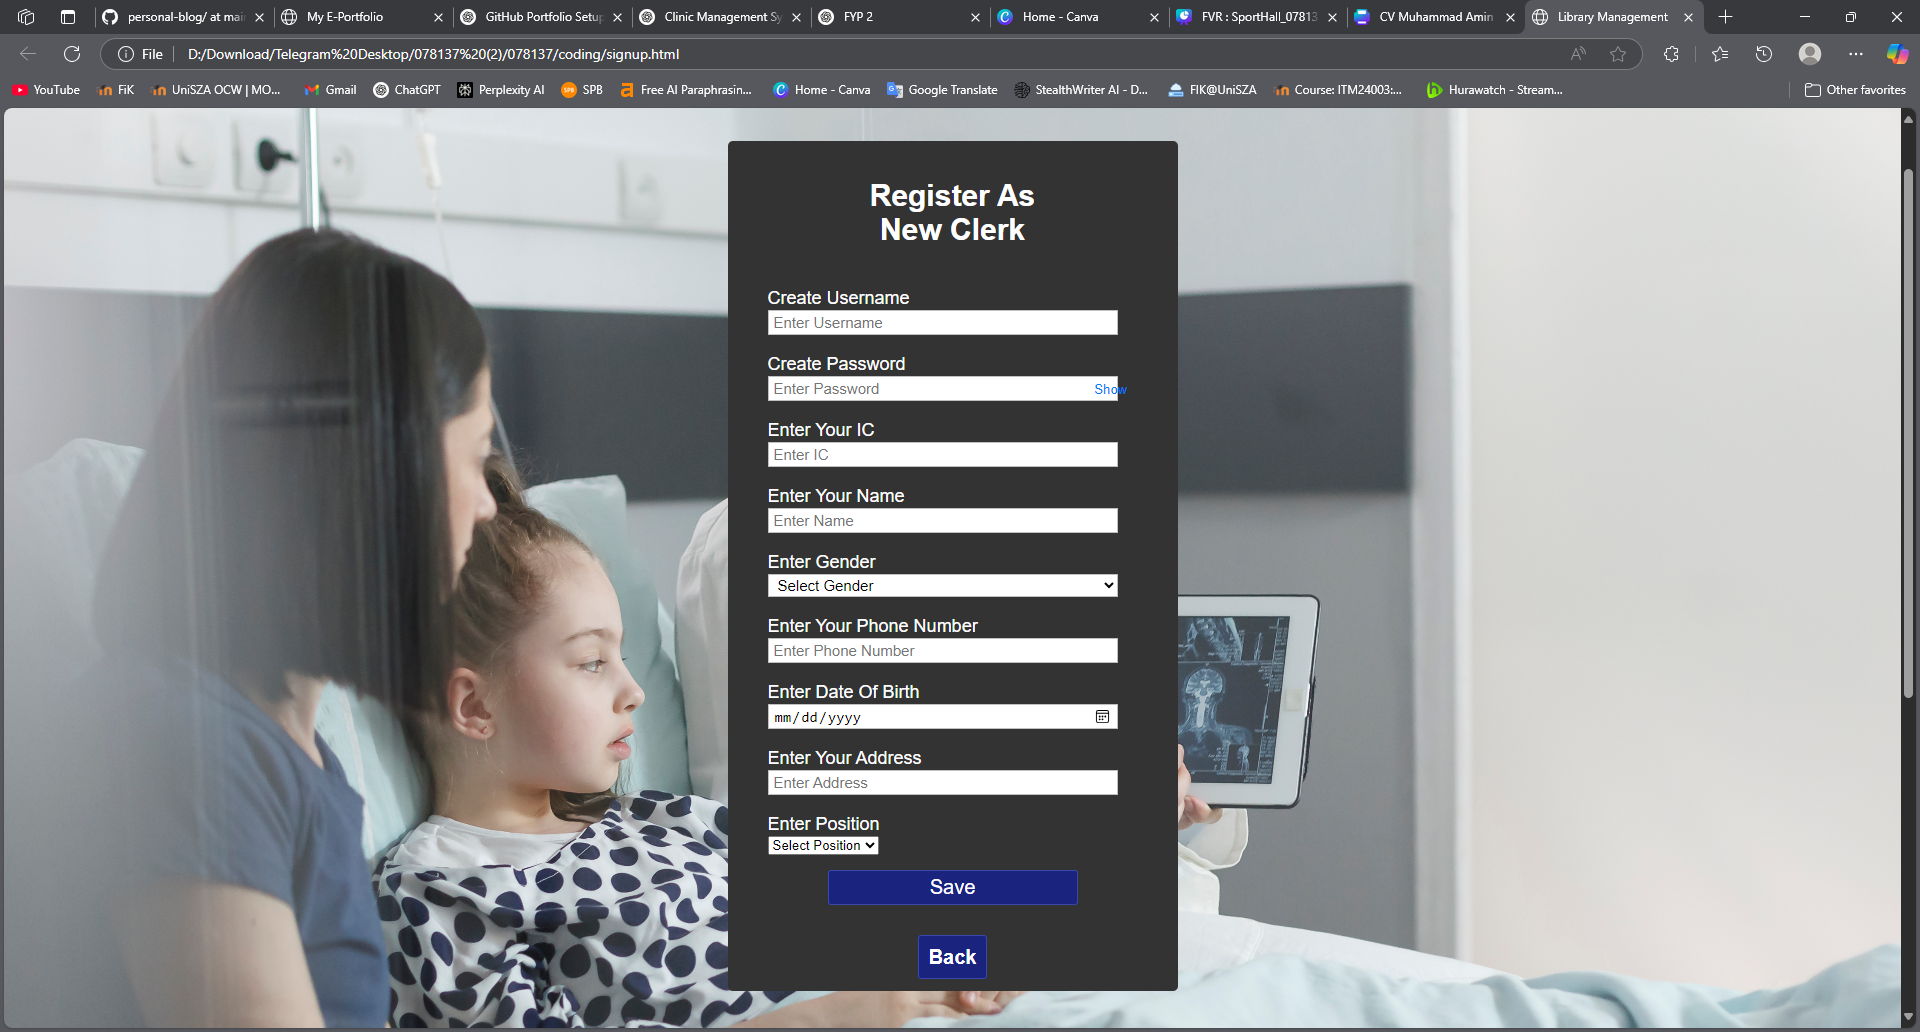 personal-blog/ at mai
My E-Portfolio
GitHub Portfolio Setup
Clinic Management Sy
FYP 2
Home - Canva
FVR : SportHall_0781
CV Muhammad Amin
Library Management
File
D:/Download/Telegram%20Desktop/078137%20(2)/078137/coding/signup.html
YouTube
FiK
UniSZA OCW | MO...
Gmail
ChatGPT
Perplexity AI
SPB
Free AI Paraphrasin...
Home - Canva
Google Translate
StealthWriter AI - D...
FIK@UniSZA
Course: ITM24003:...
Hurawatch - Stream...
Other favorites
Register As
New Clerk
Create Username
Enter Username
Create Password
Enter Password
Show
Enter Your IC
Enter IC
Enter Your Name
Enter Name
Enter Gender
Select Gender
Enter Your Phone Number
Enter Phone Number
Enter Date Of Birth
mm/dd/yyyy
Enter Your Address
Enter Address
Enter Position
Select Position
Save
Back